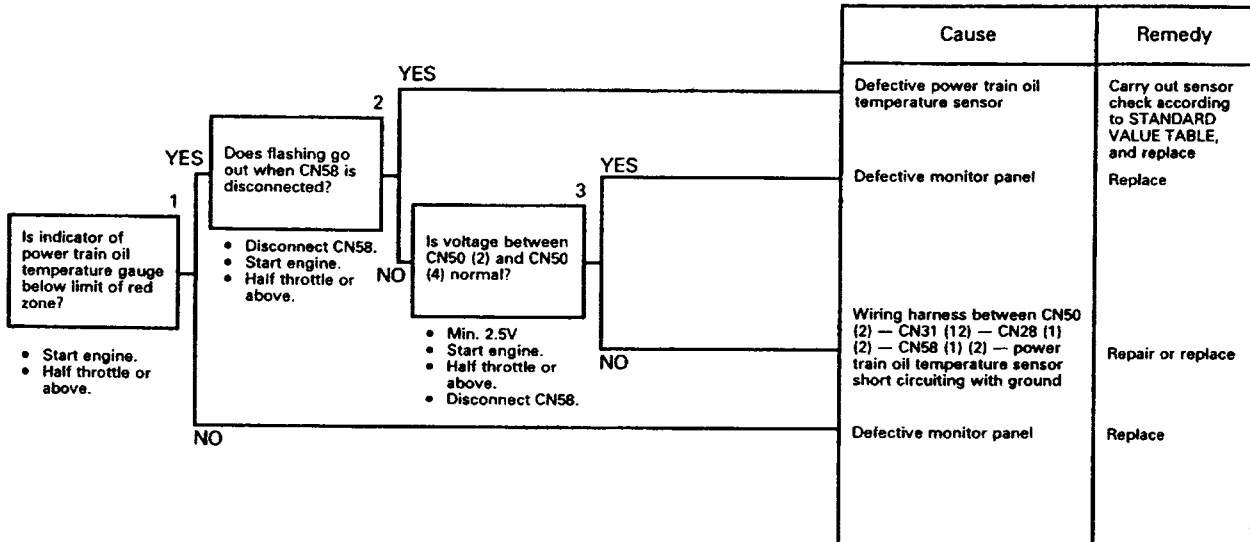 Cause
Remedy
YES
2
Defective power train oil
temperature sensor
Carry out sensor
check according
to STANDARD
VALUE TABLE,
and replace
YES
Does flashing go
out when CN58 is
disconnected?
YES
Defective monitor panel
Replace
1
3
Is indicator of
power train oil
temperature gauge
below limit of red
zone?
• Disconnect CN58.
• Start engine.
• Half throttle or
above.
NO
Is voltage between
CN50 (2) and CN50
(4) normal?
• Start engine.
• Half throttle or
above.
• Min. 2.5V
• Start engine.
• Half throttle or
above.
• Disconnect CN58.
NO
Wiring harness between CN50
(2) — CN31 (12) — CN28 (1)
(2) — CN58 (1) (2) — power
train oil temperature sensor
short circuiting with ground
Repair or replace
NO
Defective monitor panel
Replace